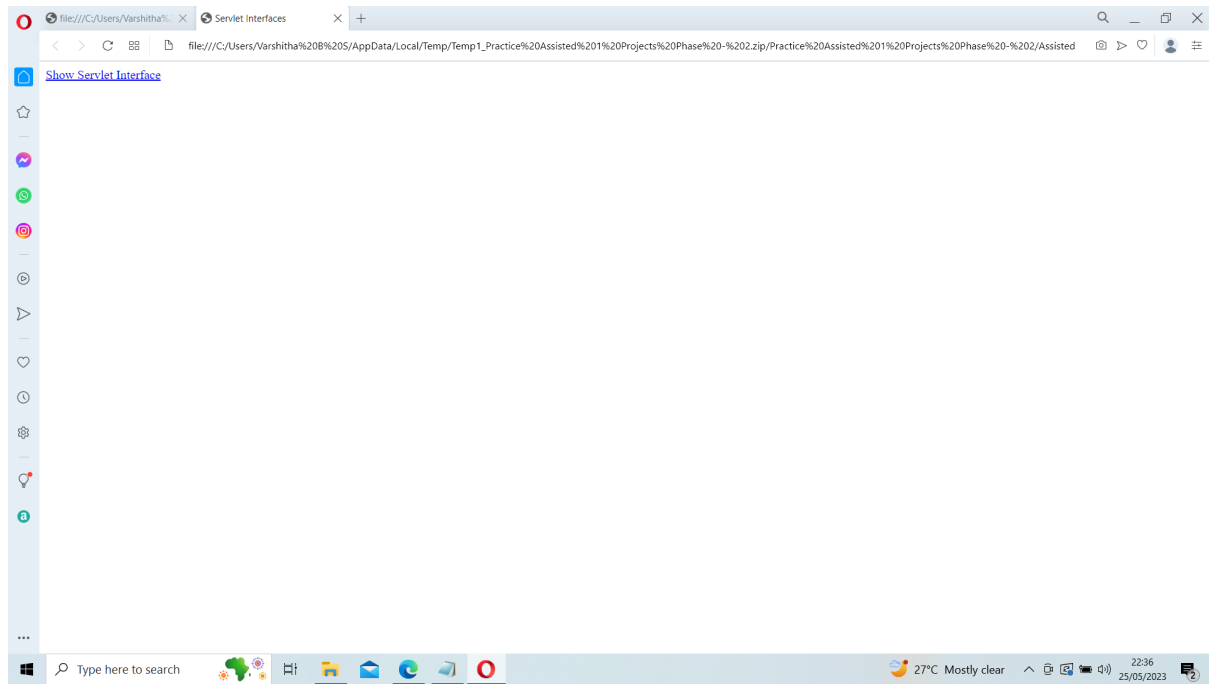 file:///C:/Users/Varshitha%
Servlet Interfaces
file:///C:/Users/Varshitha%20B%20S/AppData/Local/Temp/Temp1_Practice%20Assisted%201%20Projects%20Phase%20-%202.zip/Practice%20Assisted%201%20Projects%20Phase%20-%202/Assisted
Show Servlet Interface
Type here to search
27°C Mostly clear
22:36
25/05/2023
2